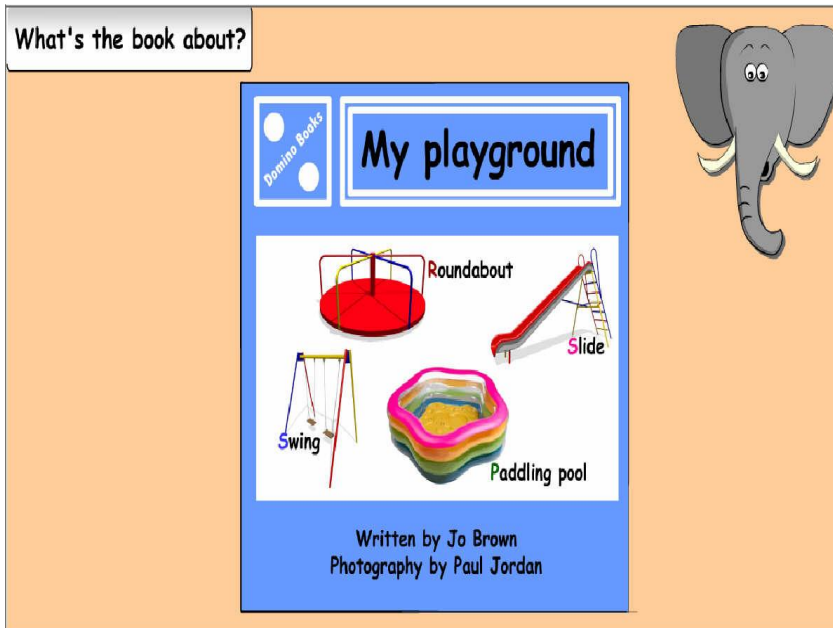 What's the book about?
Domino Books
My playground
Roundabout
Slide
Swing
Paddling pool
Written by Jo Brown
Photography by Paul Jordan